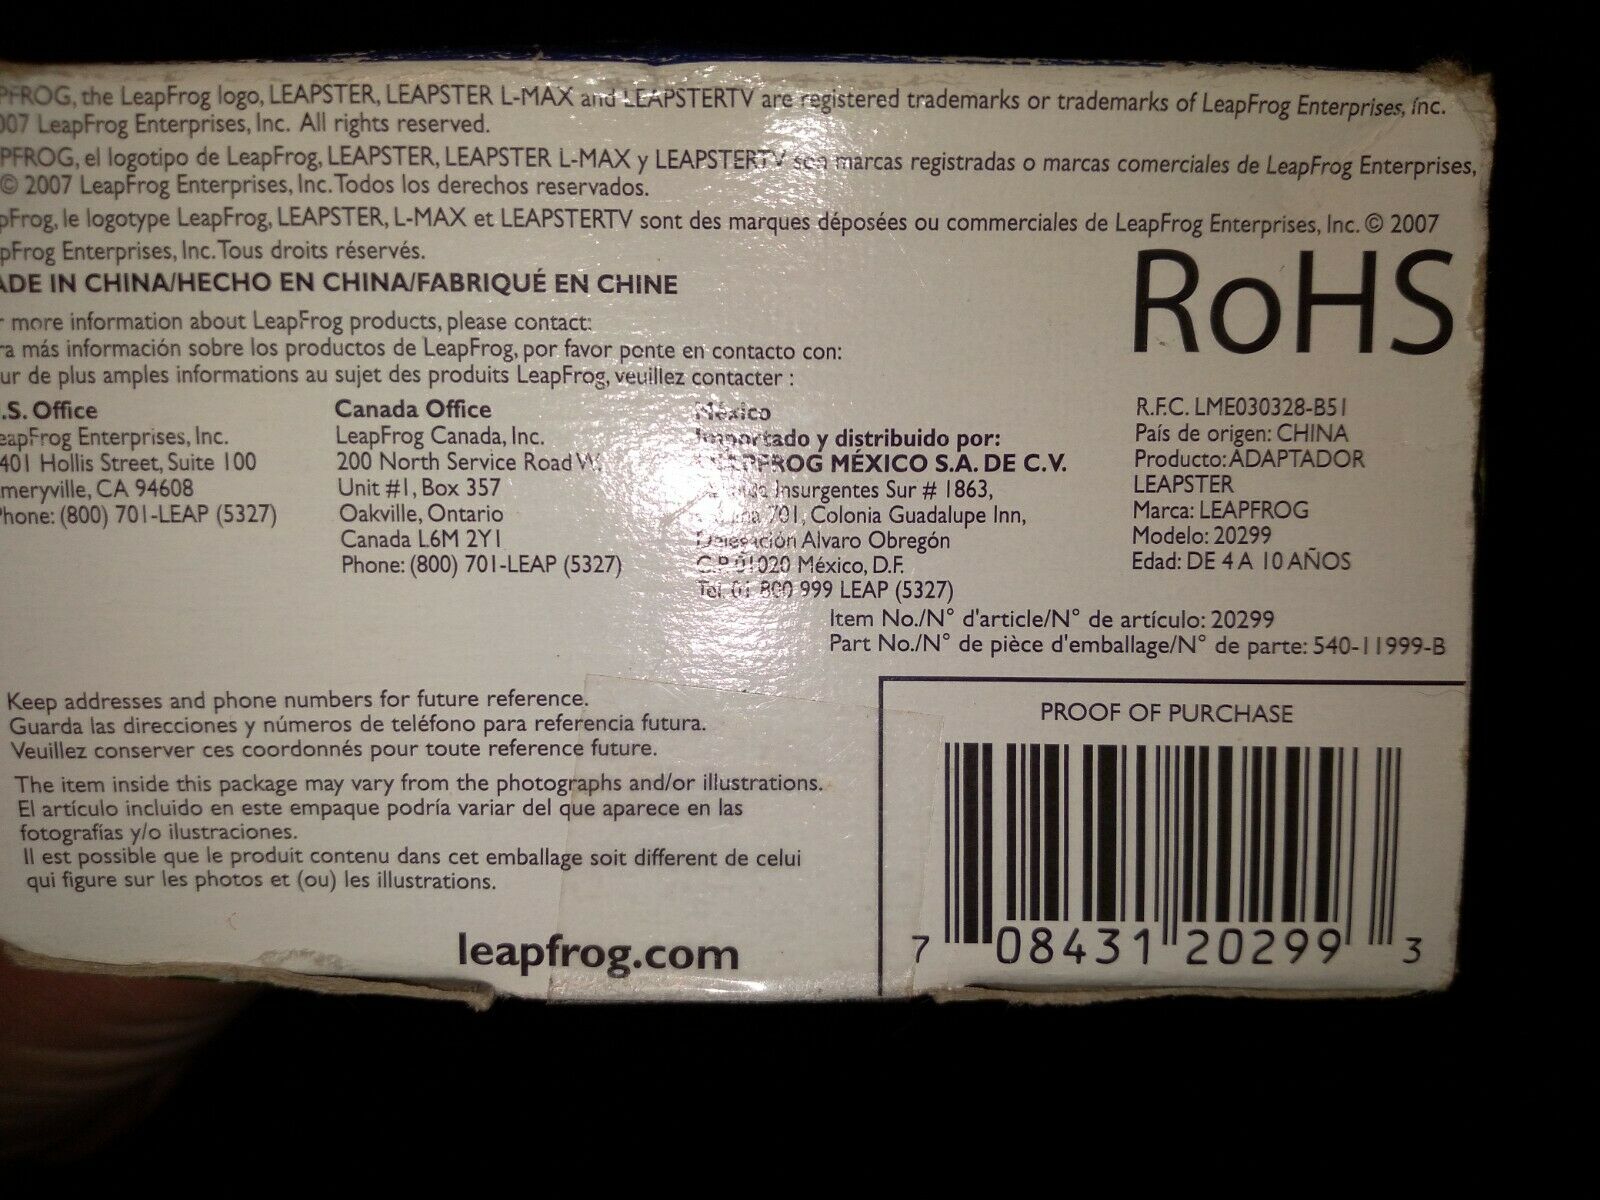 PFROG, the LeapFrog logo, LEAPSTER, LEAPSTER L-MAX and LEAPSTERTV are registered trademarks or trademarks of LeapFrog Enterprises, Inc.
007 LeapFrog Enterprises, Inc. All rights reserved.
PFROG, el logotipo de LeapFrog, LEAPSTER, LEAPSTER L-MAX y LEAPSTERTV son marcas registradas o marcas comerciales de LeapFrog Enterprises,
© 2007 LeapFrog Enterprises, Inc. Todos los derechos reservados.
pFrog, le logotype LeapFrog, LEAPSTER, L-MAX et LEAPSTERTV sont des marques déposées ou commerciales de LeapFrog Enterprises, Inc. © 2007
pFrog Enterprises, Inc. Tous droits réservés.
ADE IN CHINA/HECHO EN CHINA/FABRIQUÉ EN CHINE
RoHS
r more information about LeapFrog products, please contact:
ra más información sobre los productos de LeapFrog, por favor ponte en contacto con:
ur de plus amples informations au sujet des produits LeapFrog, veuillez contacter :
.S. Office
eapFrog Enterprises, Inc.
401 Hollis Street, Suite 100
meryville, CA 94608
Phone: (800) 701-LEAP (5327)
Canada Office
LeapFrog Canada, Inc.
200 North Service Road W.
Unit #1, Box 357
Oakville, Ontario
Canada L6M 2Y1
Phone: (800) 701-LEAP (5327)
México
Importado y distribuido por:
LEAPFROG MÉXICO S.A. DE C.V.
Insurgentes Sur # 1863,
701, Colonia Guadalupe Inn,
Delegación Alvaro Obregón
C.P. 01020 México, D.F.
Tel. 01 800 999 LEAP (5327)
R.F.C. LME030328-B51
País de origen: CHINA
Producto: ADAPTADOR
LEAPSTER
Marca: LEAPFROG
Modelo: 20299
Edad: DE 4 A 10 AÑOS
Item No./N° d'article/N° de artículo: 20299
Part No./N° de pièce d'emballage/N° de parte: 540-11999-B
Keep addresses and phone numbers for future reference.
Guarda las direcciones y números de teléfono para referencia futura.
Veuillez conserver ces coordonnés pour toute reference future.
The item inside this package may vary from the photographs and/or illustrations.
El artículo incluido en este empaque podría variar del que aparece en las
fotografías y/o ilustraciones.
Il est possible que le produit contenu dans cet emballage soit different de celui
qui figure sur les photos et (ou) les illustrations.
leapfrog.com
PROOF OF PURCHASE
7 08431 20299 3